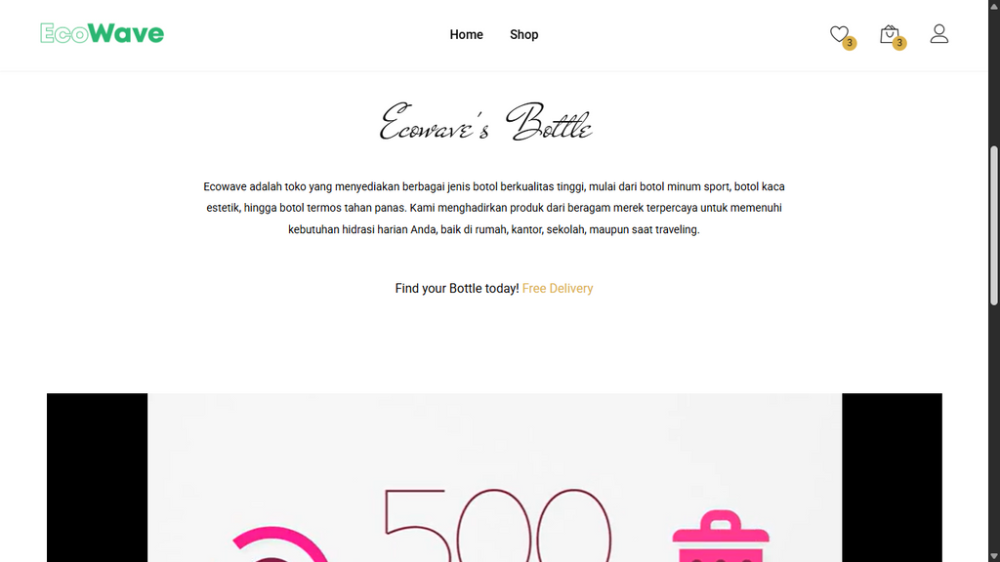 EcoWave
Home
Shop
3
3
Ecowave's Bottle
Ecowave adalah toko yang menyediakan berbagai jenis botol berkualitas tinggi, mulai dari botol minum sport, botol kaca
estetik, hingga botol termos tahan panas. Kami menghadirkan produk dari beragam merek terpercaya untuk memenuhi
kebutuhan hidrasi harian Anda, baik di rumah, kantor, sekolah, maupun saat traveling.
Find your Bottle today! Free Delivery
500